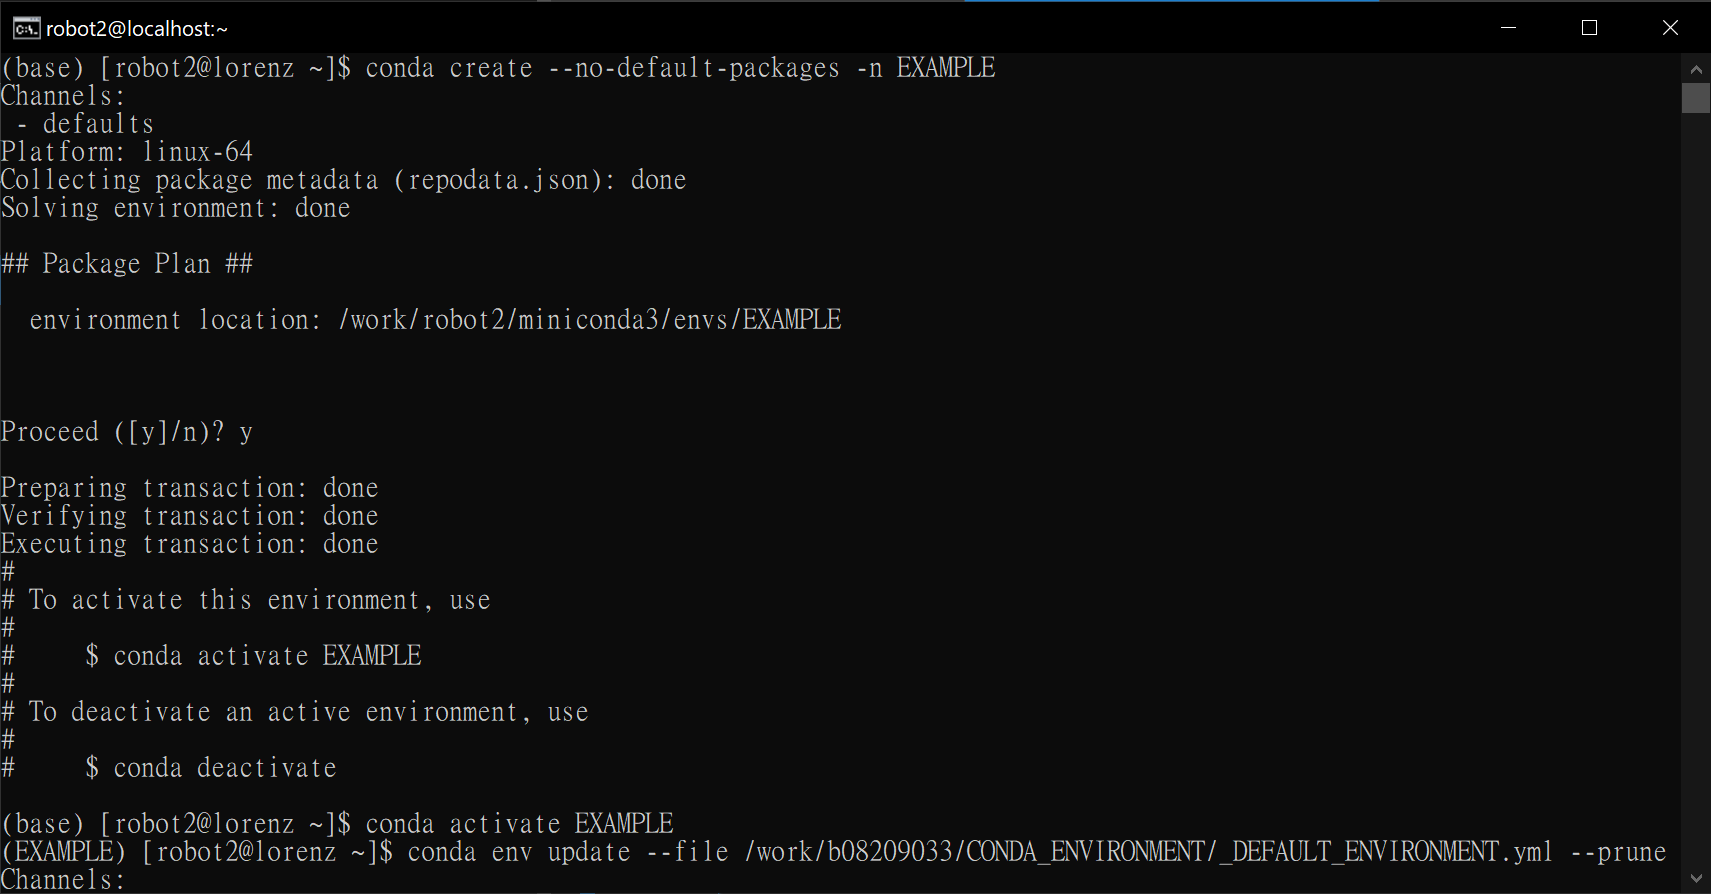 robot2@localhost:~
(base) [robot2@lorenz ~]$ conda create --no-default-packages -n EXAMPLE
Channels:
 - defaults
Platform: linux-64
Collecting package metadata (repodata.json): done
Solving environment: done
## Package Plan ##
  environment location: /work/robot2/miniconda3/envs/EXAMPLE
Proceed ([y]/n)? y
Preparing transaction: done
Verifying transaction: done
Executing transaction: done
#
# To activate this environment, use
#
#     $ conda activate EXAMPLE
#
# To deactivate an active environment, use
#
#     $ conda deactivate
(base) [robot2@lorenz ~]$ conda activate EXAMPLE
(EXAMPLE) [robot2@lorenz ~]$ conda env update --file /work/b08209033/CONDA_ENVIRONMENT/_DEFAULT_ENVIRONMENT.yml --prune
Channels: